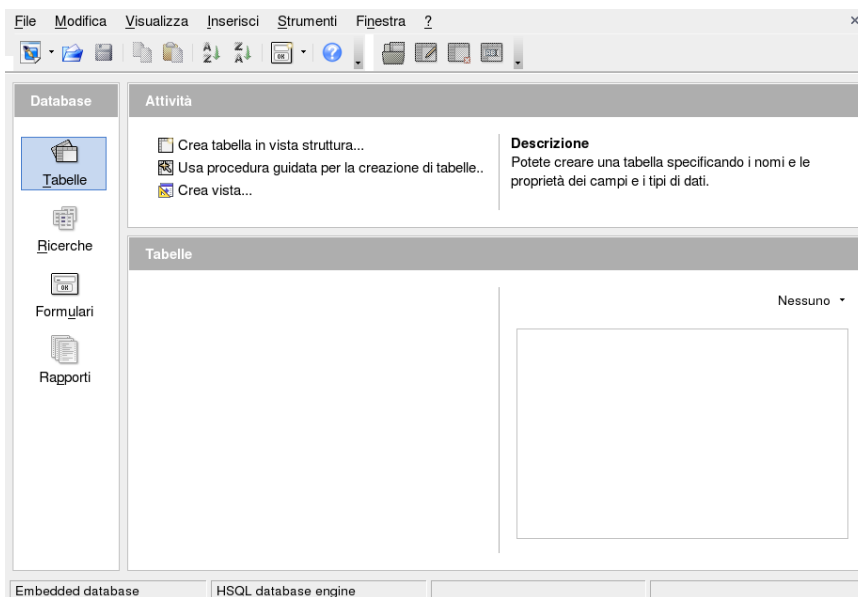 File Modifica Visualizza Inserisci Strumenti Finestra ?
Database
Attività
Tabelle
Ricerche
Formulari
Rapporti
Crea tabella in vista struttura...
Usa procedura guidata per la creazione di tabelle..
Crea vista...
Descrizione
Potete creare una tabella specificando i nomi e le
proprietà dei campi e i tipi di dati.
Tabelle
Nessuno
Embedded database
HSQL database engine